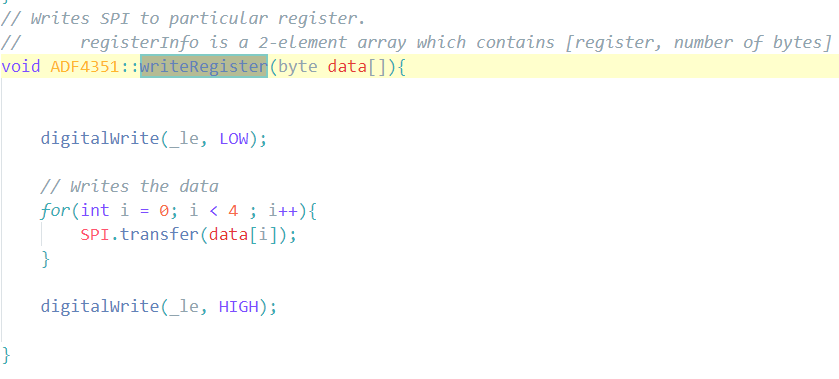 }
// Writes SPI to particular register.
//      registerInfo is a 2-element array which contains [register, number of bytes]
void ADF4351::writeRegister(byte data[]){
    digitalWrite(_le, LOW);
    // Writes the data
    for(int i = 0; i < 4 ; i++){
        SPI.transfer(data[i]);
    }
    digitalWrite(_le, HIGH);
}